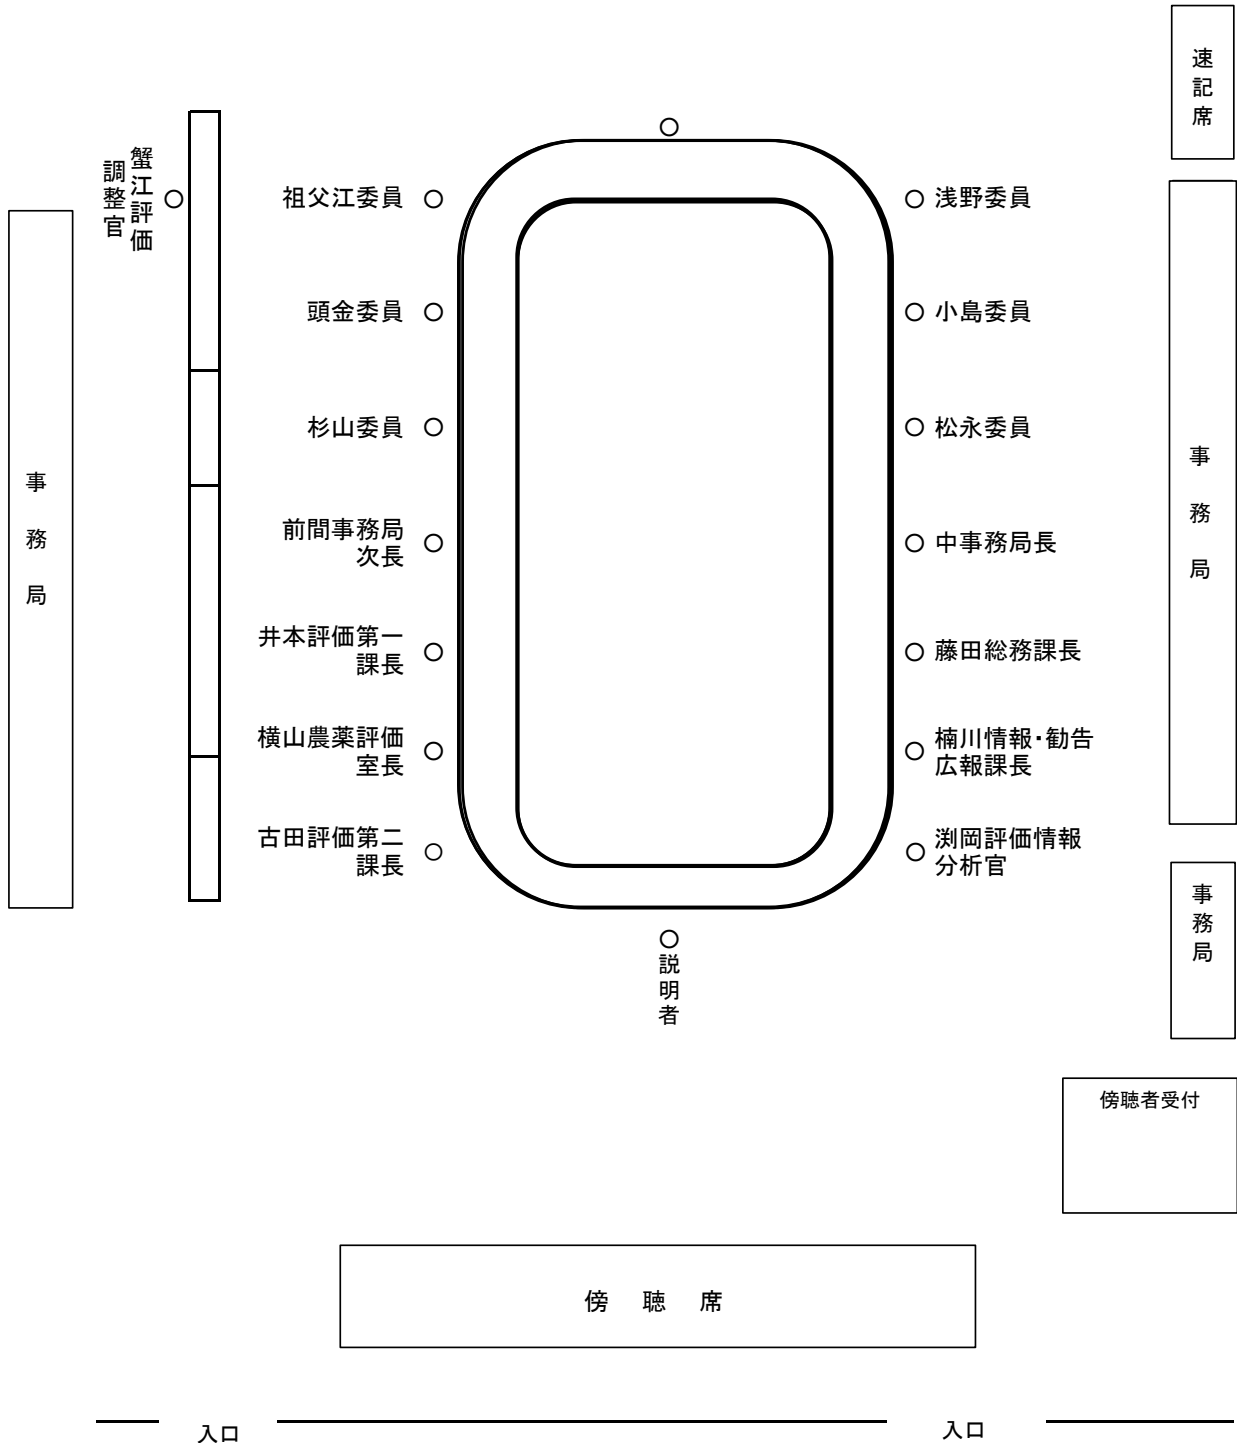 速記席
蟹江評価
調整官
祖父江委員
浅野委員
頭金委員
小島委員
杉山委員
松永委員
事務局
事務局
前間事務局
次長
中事務局長
井本評価第一
課長
藤田総務課長
横山農薬評価
室長
楠川情報・勧告
広報課長
古田評価第二
課長
渕岡評価情報
分析官
事務局
説明者
傍聴者受付
傍 聴 席
入口
入口